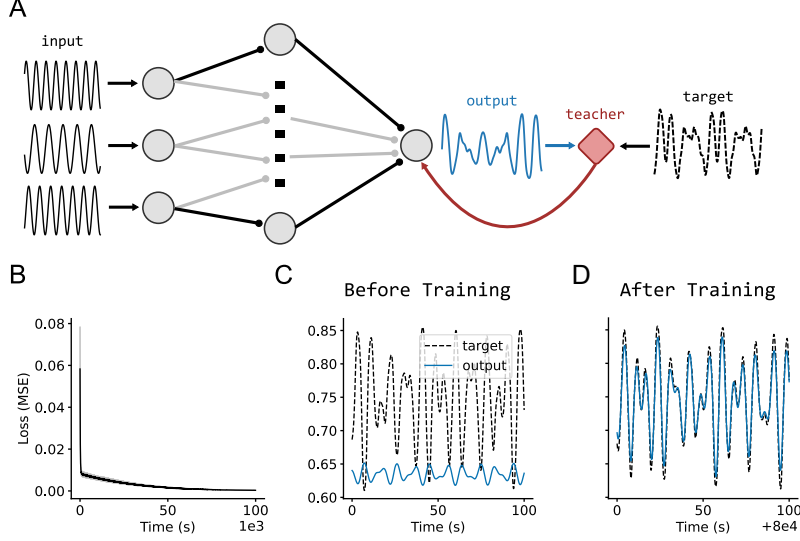 A
input
output
teacher
target
B
Loss (MSE)
0.08
0.06
0.04
0.02
0.00
0
50
100
Time (s)
1e3
C
Before Training
target
output
0.85
0.80
0.75
0.70
0.65
0.60
0
50
100
Time (s)
D
After Training
0
50
100
Time (s)
+8e4